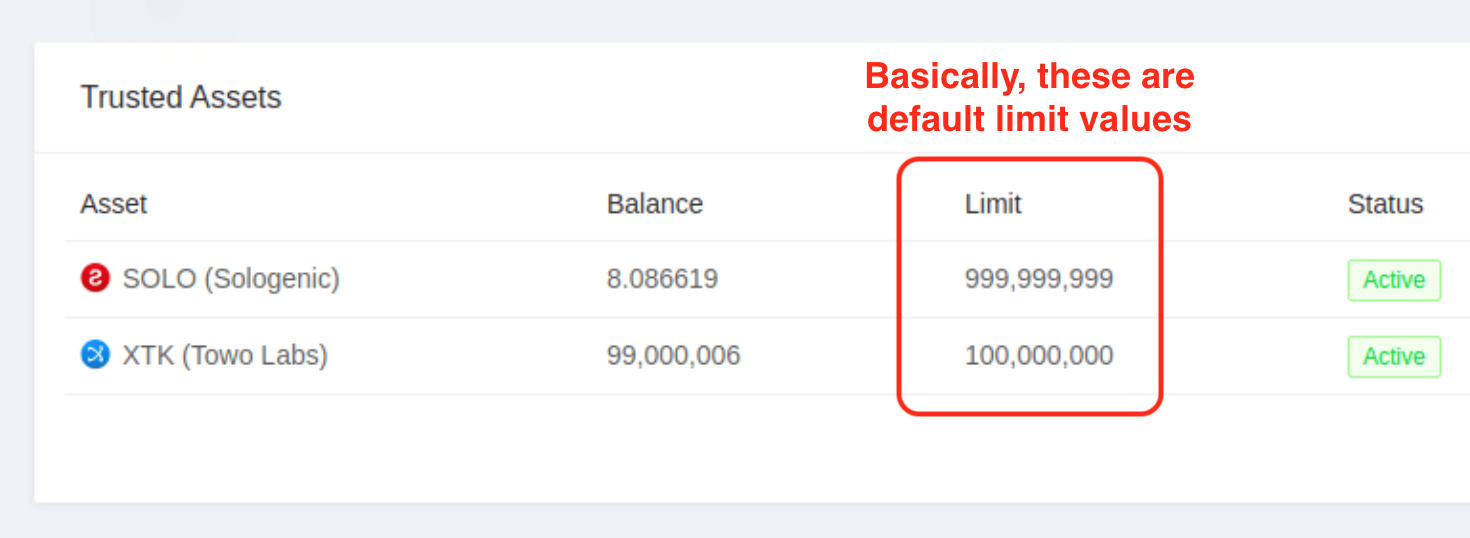 Basically, these are
default limit values
Trusted Assets
Asset Balance Limit Status
SOLO (Sologenic) 8.086619 999,999,999 Active
XTK (Towo Labs) 99,000,006 100,000,000 Active